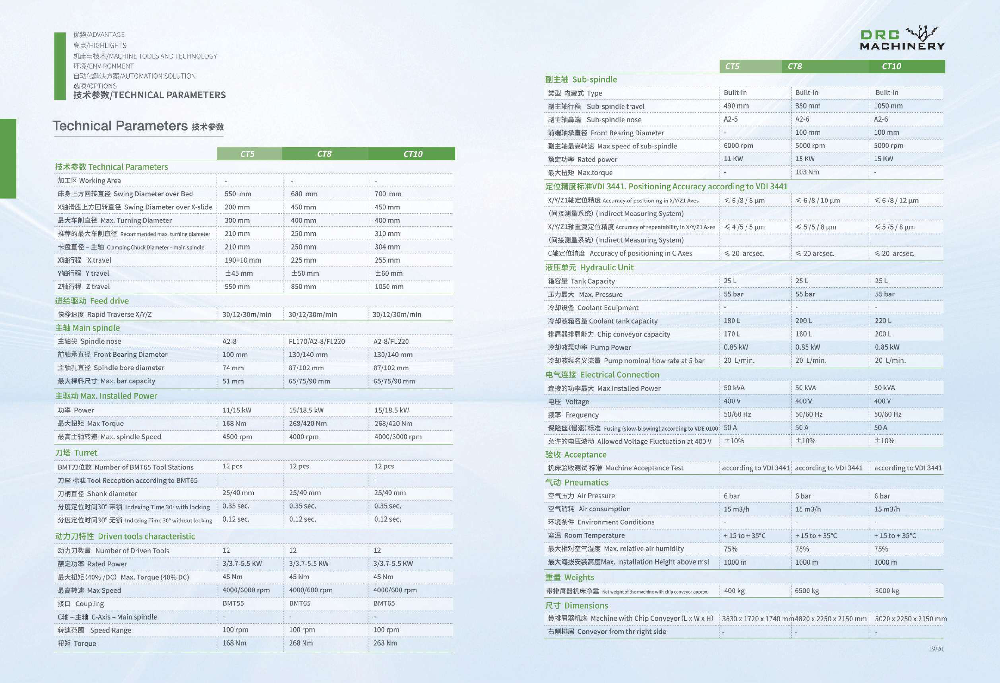 优势/ADVANTAGE
亮点/HIGHLIGHTS
机床与技术/MACHINE TOOLS AND TECHNOLOGY
环境/ENVIRONMENT
自动化解决方案/AUTOMATION SOLUTION
选项/OPTIONS
技术参数/TECHNICAL PARAMETERS
Technical Parameters 技术参数
CT5 CT8 CT10
技术参数 Technical Parameters
加工区 Working Area - - -
床身上方回转直径 Swing Diameter over Bed 550 mm 680 mm 700 mm
X轴滑座上方回转直径 Swing Diameter over X-slide 200 mm 450 mm 450 mm
最大车削直径 Max. Turning Diameter 300 mm 400 mm 400 mm
推荐的最大车削直径 Recommended max. turning diameter 210 mm 250 mm 310 mm
卡盘直径 – 主轴 Clamping Chuck Diameter – main spindle 210 mm 250 mm 304 mm
X轴行程 X travel 190+10 mm 225 mm 255 mm
Y轴行程 Y travel ±45 mm ±50 mm ±60 mm
Z轴行程 Z travel 550 mm 850 mm 1050 mm
进给驱动 Feed drive
快移速度 Rapid Traverse X/Y/Z 30/12/30m/min 30/12/30m/min 30/12/30m/min
主轴 Main spindle
主轴尖 Spindle nose A2-8 FL170/A2-8/FL220 A2-8/FL220
前轴承直径 Front Bearing Diameter 100 mm 130/140 mm 130/140 mm
主轴孔直径 Spindle bore diameter 74 mm 87/102 mm 87/102 mm
最大棒料尺寸 Max. bar capacity 51 mm 65/75/90 mm 65/75/90 mm
主驱动 Max. Installed Power
功率 Power 11/15 kW 15/18.5 kW 15/18.5 kW
最大扭矩 Max Torque 168 Nm 268/420 Nm 268/420 Nm
最高主轴转速 Max. spindle Speed 4500 rpm 4000 rpm 4000/3000 rpm
刀塔 Turret
BMT刀位数 Number of BMT65 Tool Stations 12 pcs 12 pcs 12 pcs
刀座 标准 Tool Reception according to BMT65 - - -
刀柄直径 Shank diameter 25/40 mm 25/40 mm 25/40 mm
分度定位时间30° 带锁 Indexing Time 30° with locking 0.35 sec. 0.35 sec. 0.35 sec.
分度定位时间30° 无锁 Indexing Time 30° without locking 0.12 sec. 0.12 sec. 0.12 sec.
动力刀特性 Driven tools characteristic
动力刀数量 Number of Driven Tools 12 12 12
额定功率 Rated Power 3/3.7-5.5 KW 3/3.7-5.5 KW 3/3.7-5.5 KW
最大扭矩(40% /DC) Max. Torque (40% DC) 45 Nm 45 Nm 45 Nm
最高转速 Max Speed 4000/6000 rpm 4000/600 rpm 4000/600 rpm
接口 Coupling BMT55 BMT65 BMT65
C轴 – 主轴 C-Axis – Main spindle - - -
转速范围 Speed Range 100 rpm 100 rpm 100 rpm
扭矩 Torque 168 Nm 268 Nm 268 Nm
DRC
MACHINERY
CT5 CT8 CT10
副主轴 Sub-spindle
类型 内藏式 Type Built-in Built-in Built-in
副主轴行程 Sub-spindle travel 490 mm 850 mm 1050 mm
副主轴鼻端 Sub-spindle nose A2-5 A2-6 A2-6
前端轴承直径 Front Bearing Diameter - 100 mm 100 mm
副主轴最高转速 Max.speed of sub-spindle 6000 rpm 5000 rpm 5000 rpm
额定功率 Rated power 11 KW 15 KW 15 KW
最大扭矩 Max.torque - 103 Nm -
定位精度标准VDI 3441. Positioning Accuracy according to VDI 3441
X/Y/Z1轴定位精度 Accuracy of positioning in X/Y/Z1 Axes ≤ 6 /8 / 8 μm ≤ 6 /8 / 10 μm ≤ 6 /8 / 12 μm
(间接测量系统) (Indirect Measuring System)
X/Y/Z1轴重复定位精度 Accuracy of repeatability in X/Y/Z1 Axes ≤ 4 /5 / 5 μm ≤ 5 /5 / 8 μm ≤ 5 /5 / 8 μm
(间接测量系统) (Indirect Measuring System)
C轴定位精度 Accuracy of positioning in C Axes ≤ 20 arcsec. ≤ 20 arcsec. ≤ 20 arcsec.
液压单元 Hydraulic Unit
箱容量 Tank Capacity 25 L 25 L 25 L
压力最大 Max. Pressure 55 bar 55 bar 55 bar
冷却设备 Coolant Equipment - - -
冷却液箱容量 Coolant tank capacity 180 L 200 L 220 L
排屑器排屑能力 Chip conveyor capacity 170 L 180 L 200 L
冷却液泵功率 Pump Power 0.85 kW 0.85 kW 0.85 kW
冷却液泵名义流量 Pump nominal flow rate at 5 bar 20 L/min. 20 L/min. 20 L/min.
电气连接 Electrical Connection
连接的功率最大 Max.installed Power 50 kVA 50 kVA 50 kVA
电压 Voltage 400 V 400 V 400 V
频率 Frequency 50/60 Hz 50/60 Hz 50/60 Hz
保险丝(慢速)标准 Fusing (slow-blowing) according to VDE 0100 50 A 50 A 50 A
允许的电压波动 Allowed Voltage Fluctuation at 400 V ±10% ±10% ±10%
验收 Acceptance
机床验收测试 标准 Machine Acceptance Test according to VDI 3441 according to VDI 3441 according to VDI 3441
气动 Pneumatics
空气压力 Air Pressure 6 bar 6 bar 6 bar
空气消耗 Air consumption 15 m3/h 15 m3/h 15 m3/h
环境条件 Environment Conditions - - -
室温 Room Temperature + 15 to + 35°C + 15 to + 35°C + 15 to + 35°C
最大相对空气湿度 Max. relative air humidity 75% 75% 75%
最大海拔安装高度Max. Installation Height above msl 1000 m 1000 m 1000 m
重量 Weights
带排屑器机床净重 Net weight of the machine with chip conveyor approx. 400 kg 6500 kg 8000 kg
尺寸 Dimensions
带排屑器机床 Machine with Chip Conveyor (L x W x H) 3630 x 1720 x 1740 mm 4820 x 2250 x 2150 mm 5020 x 2250 x 2150 mm
右侧排屑 Conveyor from thr right side - - -
19/20